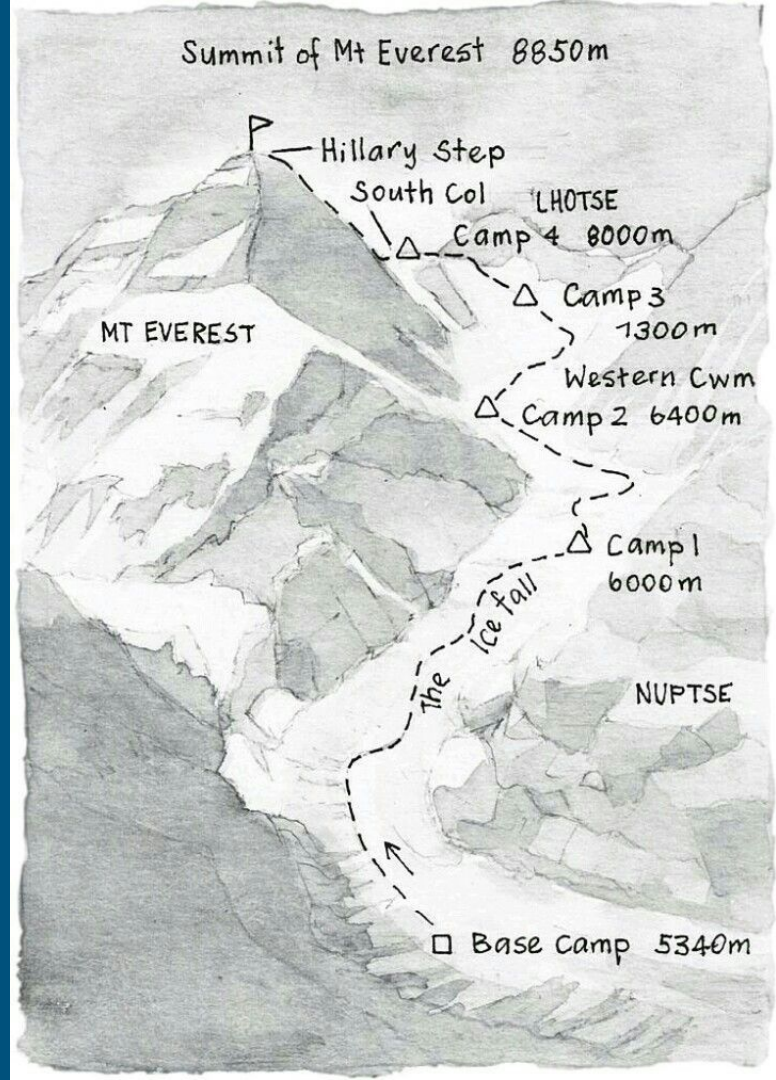 Summit of Mt Everest 8850m
Hillary Step
South Col
LHOTSE
Camp 4 8000m
Camp 3
7300m
MT EVEREST
Western Cwm
Camp 2 6400m
Camp 1
6000m
The Ice fall
NUPTSE
Base Camp 5340m